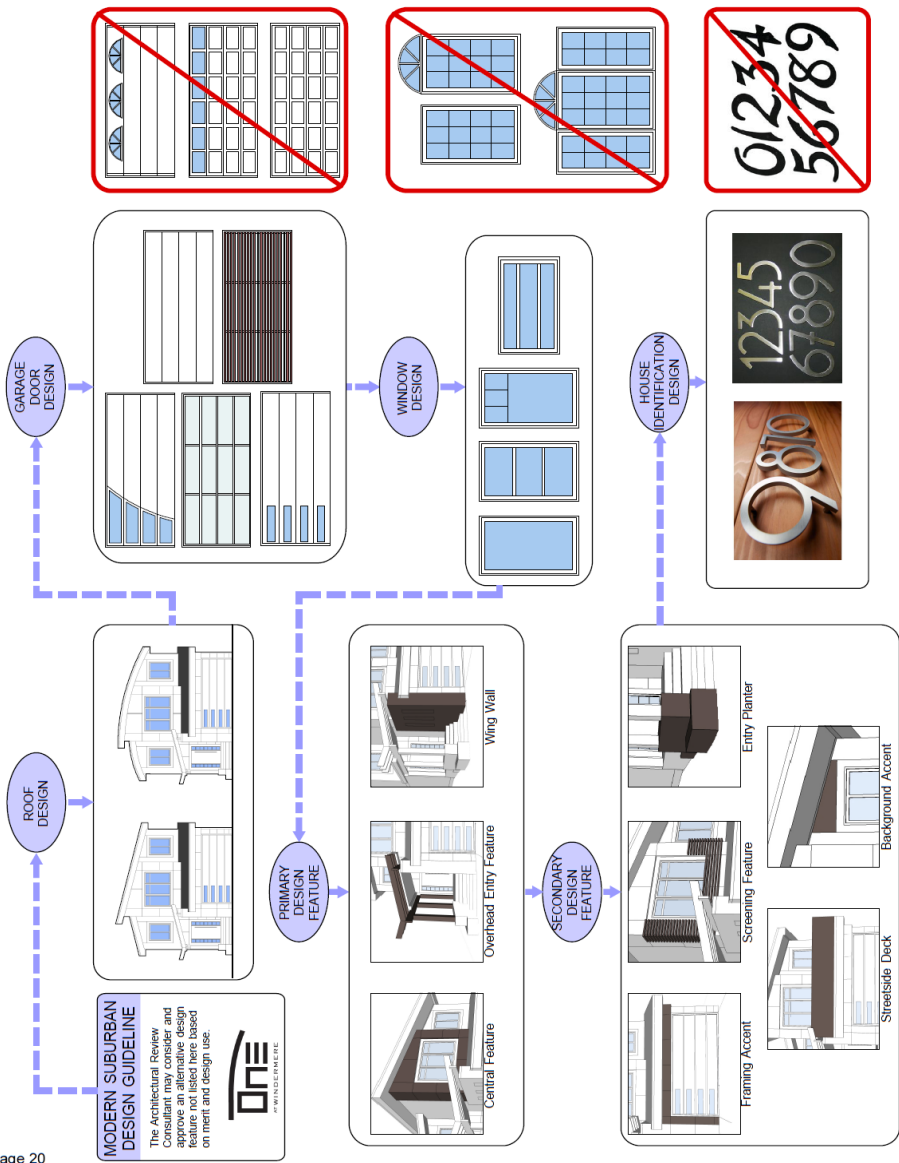 MODERN SUBURBAN
DESIGN GUIDELINE
The Architectural Review
Consultant may consider and
approve an alternative design
feature not listed here based
on merit and design use.
ONE
AT WINDERMERE
ROOF
DESIGN
GARAGE
DOOR
DESIGN
WINDOW
DESIGN
PRIMARY
DESIGN
FEATURE
Central Feature
Overhead Entry Feature
Wing Wall
SECONDARY
DESIGN
FEATURE
Framing Accent
Screening Feature
Entry Planter
Streetside Deck
Background Accent
HOUSE
IDENTIFICATION
DESIGN
9810
12345
67890
01234
56789
age 20